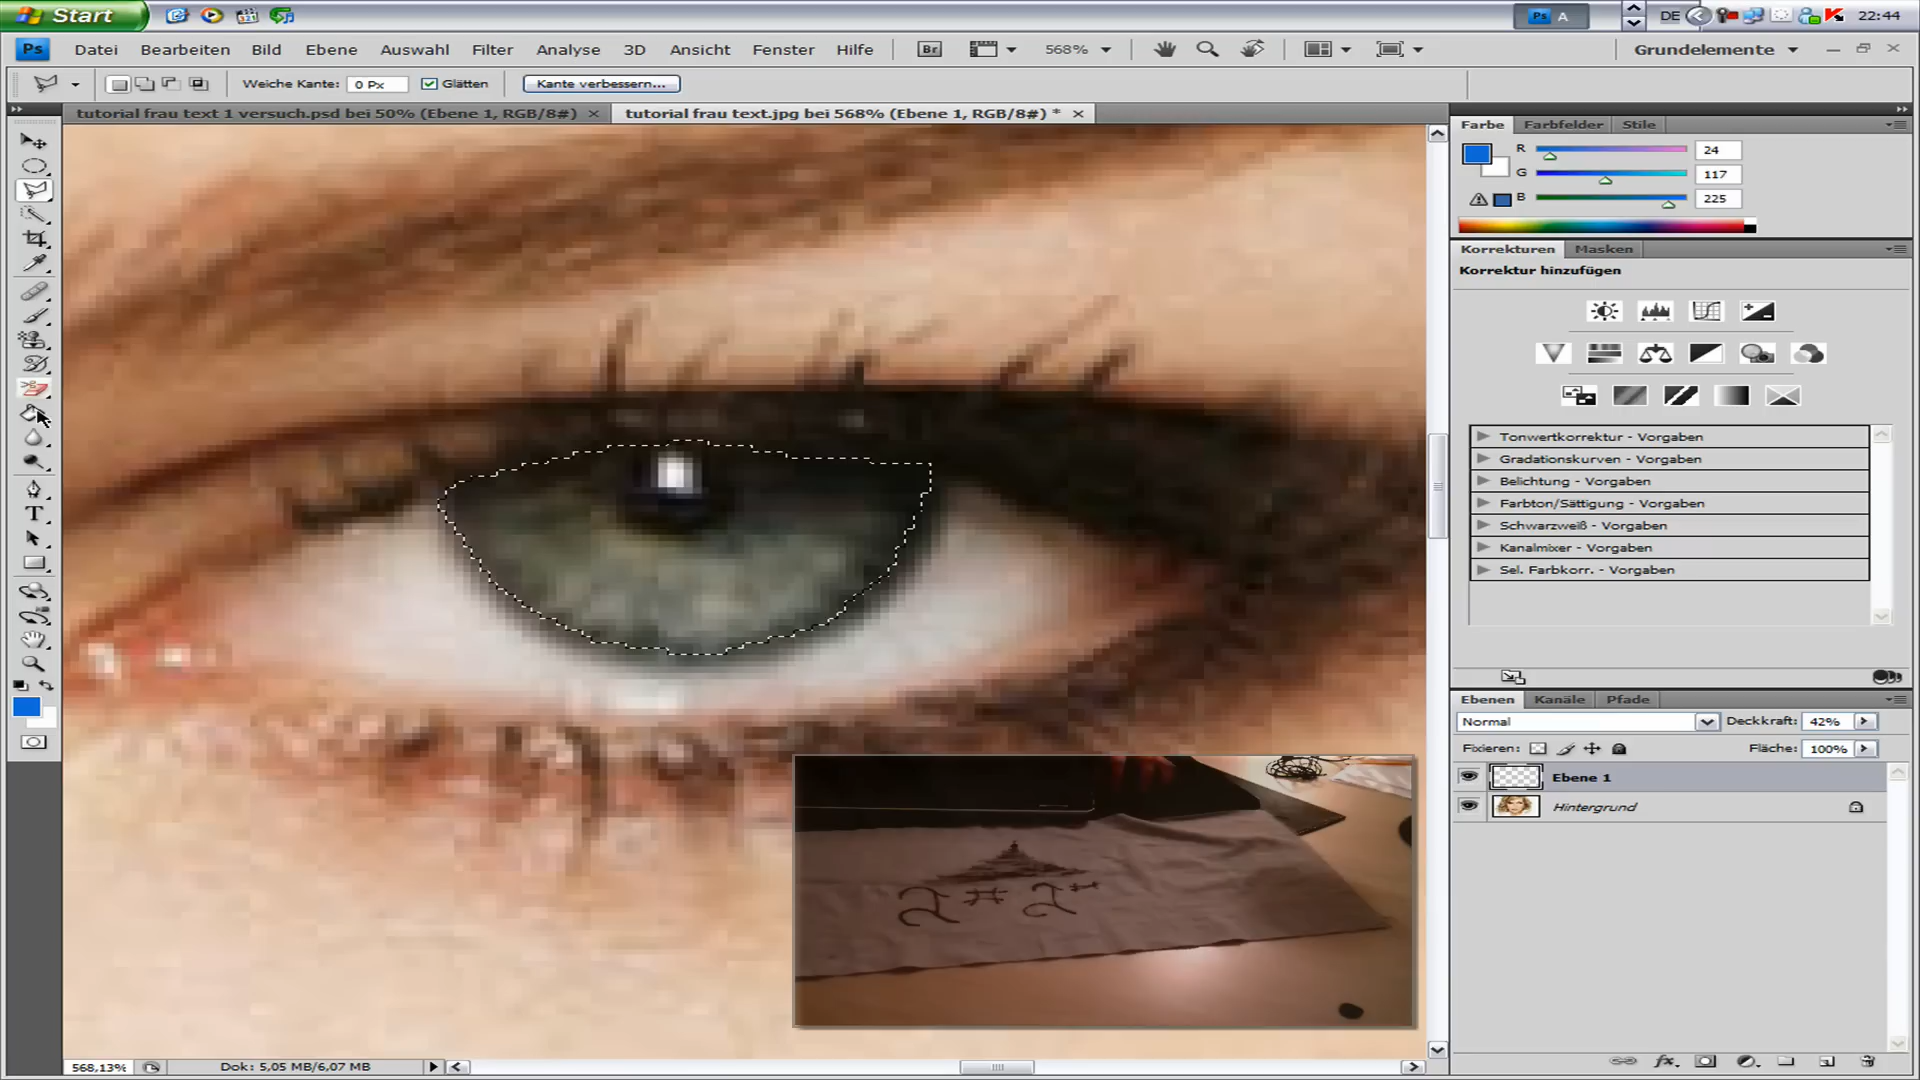 Start
Ps A
DE
22:44
Ps Datei Bearbeiten Bild Ebene Auswahl Filter Analyse 3D Ansicht Fenster Hilfe Br 568% Grundelemente
Weiche Kante: 0 Px Glätten Kante verbessern...
tutorial frau text 1 versuch.psd bei 50% (Ebene 1, RGB/8#) tutorial frau text.jpg bei 568% (Ebene 1, RGB/8#) *
Farbe Farbfelder Stile
R 24
G 117
B 225
Korrekturen Masken
Korrektur hinzufügen
Tonwertkorrektur - Vorgaben
Gradationskurven - Vorgaben
Belichtung - Vorgaben
Farbton/Sättigung - Vorgaben
Schwarzweiß - Vorgaben
Kanalmixer - Vorgaben
Sel. Farbkorr. - Vorgaben
Ebenen Kanäle Pfade
Normal Deckkraft: 42%
Fixieren: Fläche: 100%
Ebene 1
Hintergrund
568,13% Dok: 5,05 MB/6,07 MB